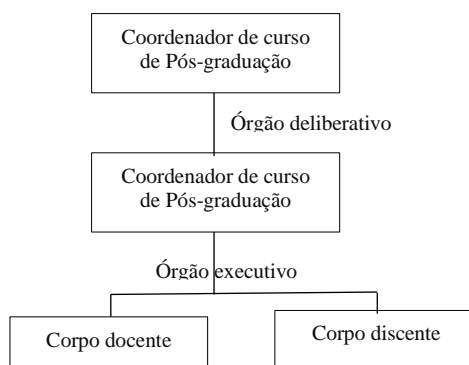 Coordenador de curso
de Pós-graduação
Órgão deliberativo
Coordenador de curso
de Pós-graduação
Órgão executivo
Corpo docente
Corpo discente